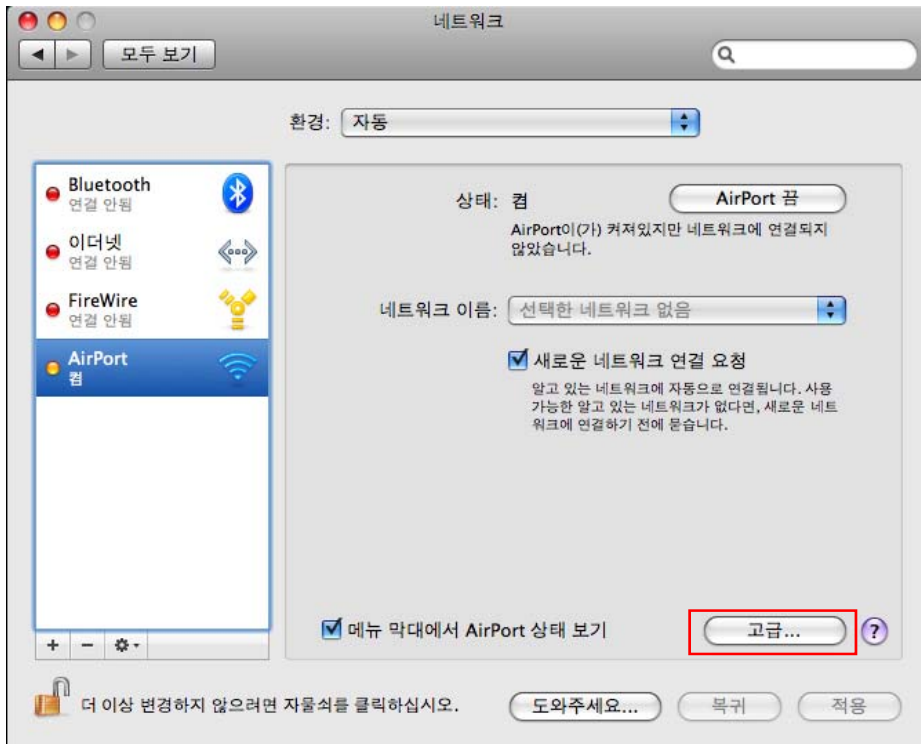 네트워크
모두 보기
환경: 자동
Bluetooth
연결 안됨
이더넷
연결 안됨
FireWire
연결 안됨
AirPort
켬
상태: 켬
AirPort 끔
AirPort이(가) 켜져있지만 네트워크에 연결되지
않았습니다.
네트워크 이름: 선택한 네트워크 없음
새로운 네트워크 연결 요청
알고 있는 네트워크에 자동으로 연결됩니다. 사용
가능한 알고 있는 네트워크가 없다면, 새로운 네트
워크에 연결하기 전에 묻습니다.
메뉴 막대에서 AirPort 상태 보기
고급...
?
더 이상 변경하지 않으려면 자물쇠를 클릭하십시오.
도와주세요...
복귀
적용